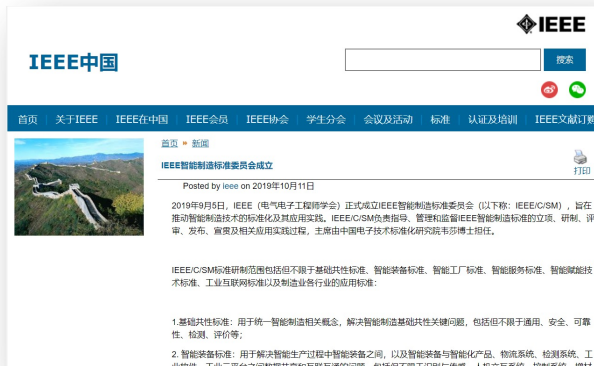 IEEE
IEEE中国
搜索
首页 关于IEEE IEEE在中国 IEEE会员 IEEE协会 学生分会 会议及活动 标准 认证及培训 IEEE文献订购
首页 » 新闻
IEEE智能制造标准委员会成立
打印
Posted by ieee on 2019年10月11日
2019年9月5日，IEEE（电气电子工程师学会）正式成立IEEE智能制造标准委员会（以下称：IEEE/C/SM），旨在
推动智能制造技术的标准化及其应用实践。IEEE/C/SM负责指导、管理和监督IEEE智能制造标准的立项、研制、评
审、发布、宣贯及相关应用实践过程，主席由中国电子技术标准化研究院韦莎博士担任。
IEEE/C/SM标准研制范围包括但不限于基础共性标准、智能装备标准、智能工厂标准、智能服务标准、智能赋能技
术标准、工业互联网标准以及制造业各行业的应用标准：
1.基础共性标准：用于统一智能制造相关概念，解决智能制造基础共性关键问题，包括但不限于通用、安全、可靠
性、检测、评价等；
2. 智能装备标准：用于解决智能生产过程中智能装备之间，以及智能装备与智能化产品、物流系统、检测系统、工